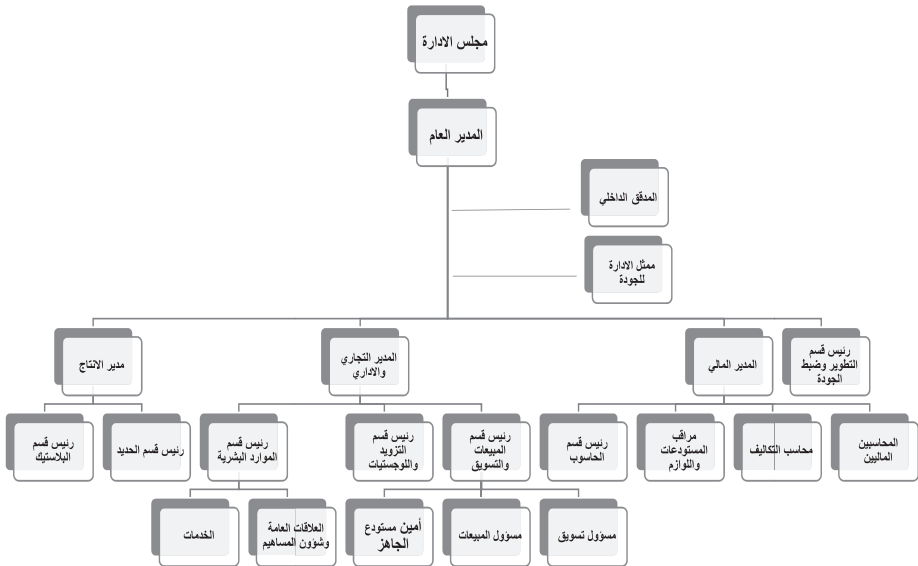 مجلس الادارة
المدير العام
المدقق الداخلي
ممثل الادارة
للجودة
رئيس قسم
التطوير وضبط
الجودة
المدير المالي
المدير التجاري
والاداري
مدير الانتاج
المحاسبين
الماليين
محاسب التكاليف
مراقب
المستودعات
واللوازم
رئيس قسم
الحاسوب
رئيس قسم
المبيعات
والتسويق
رئيس قسم
التزويد
واللوجستيات
رئيس قسم
الموارد البشرية
رئيس قسم الحديد
رئيس قسم
البلاستيك
مسؤول تسويق
مسؤول المبيعات
أمين مستودع
الجاهز
العلاقات العامة
وشؤون المساهيم
الخدمات